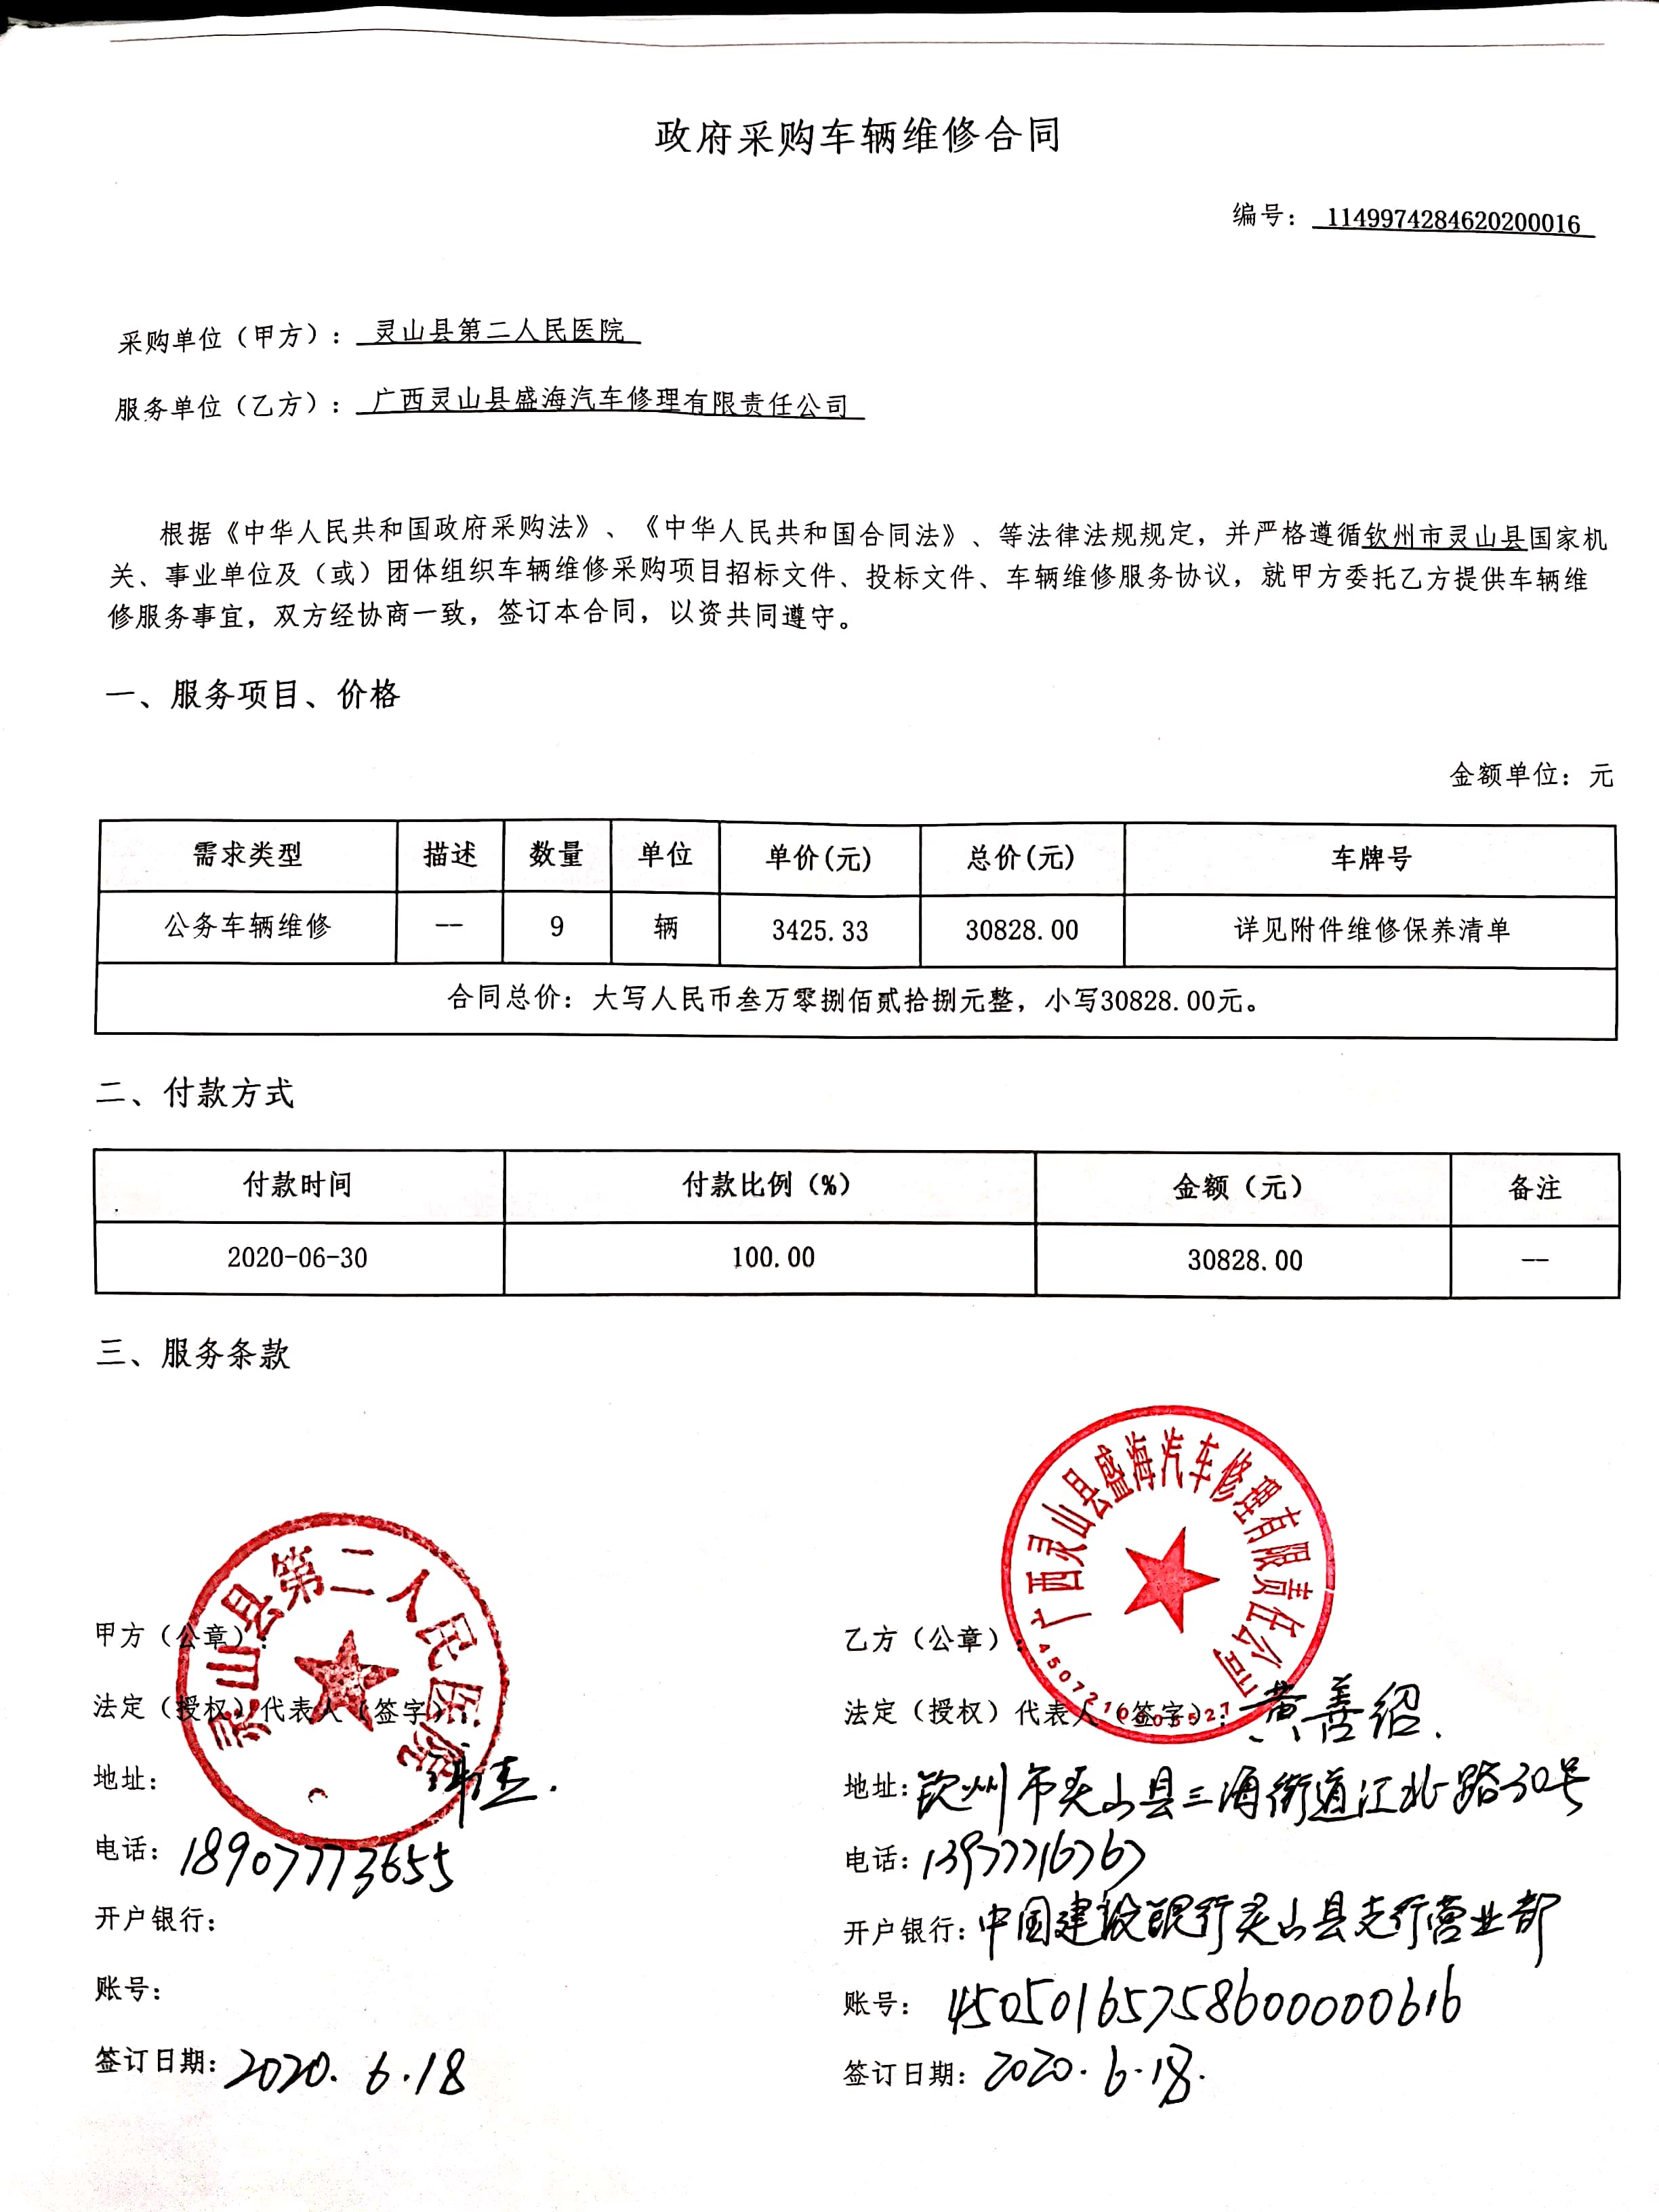 政府采购车辆维修合同
编号：1149974284620200016
采购单位（甲方）：灵山县第二人民医院
服务单位（乙方）：广西灵山县盛海汽车修理有限责任公司
根据《中华人民共和国政府采购法》、《中华人民共和国合同法》、等法律法规规定，并严格遵循钦州市灵山县国家机
关、事业单位及（或）团体组织车辆维修采购项目招标文件、投标文件、车辆维修服务协议，就甲方委托乙方提供车辆维
修服务事宜，双方经协商一致，签订本合同，以资共同遵守。
一、服务项目、价格
金额单位：元
需求类型 描述 数量 单位 单价(元) 总价(元) 车牌号
公务车辆维修 -- 9 辆 3425.33 30828.00 详见附件维修保养清单
合同总价：大写人民币叁万零捌佰贰拾捌元整，小写30828.00元。
二、付款方式
付款时间 付款比例（%） 金额（元） 备注
2020-06-30 100.00 30828.00 --
三、服务条款
灵山县第二人民医院
广西灵山县盛海汽车修理有限责任公司
甲方（公章）：
法定（授权）代表人（签字）：
地址：
电话：18907773655
开户银行：
账号：
签订日期：2020.6.18
乙方（公章）：
法定（授权）代表人（签字）：黄善绍.
地址：钦州市灵山县三海街道江北路30号
电话：13977716767
开户银行：中国建设银行灵山县支行营业部
账号：45050165758600000616
签订日期：2020.6.18.